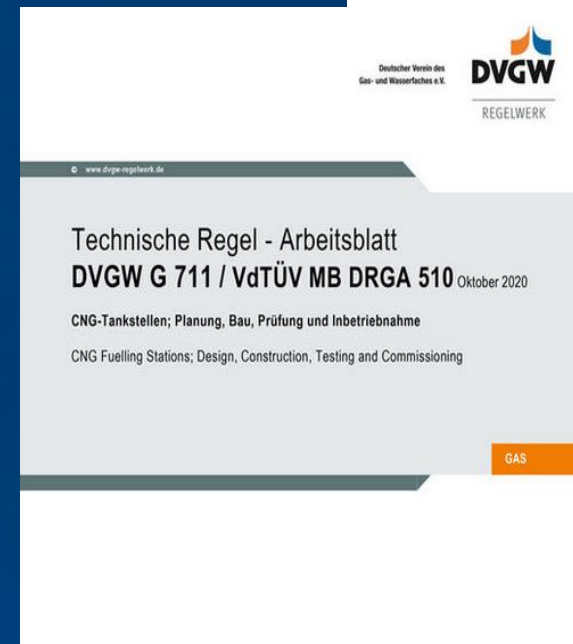 Deutscher Verein des
Gas- und Wasserfaches e.V.
DVGW
REGELWERK
© www.dvgw-regelwerk.de
Technische Regel - Arbeitsblatt
DVGW G 711 / VdTÜV MB DRGA 510 Oktober 2020
CNG-Tankstellen; Planung, Bau, Prüfung und Inbetriebnahme
CNG Fuelling Stations; Design, Construction, Testing and Commissioning
GAS